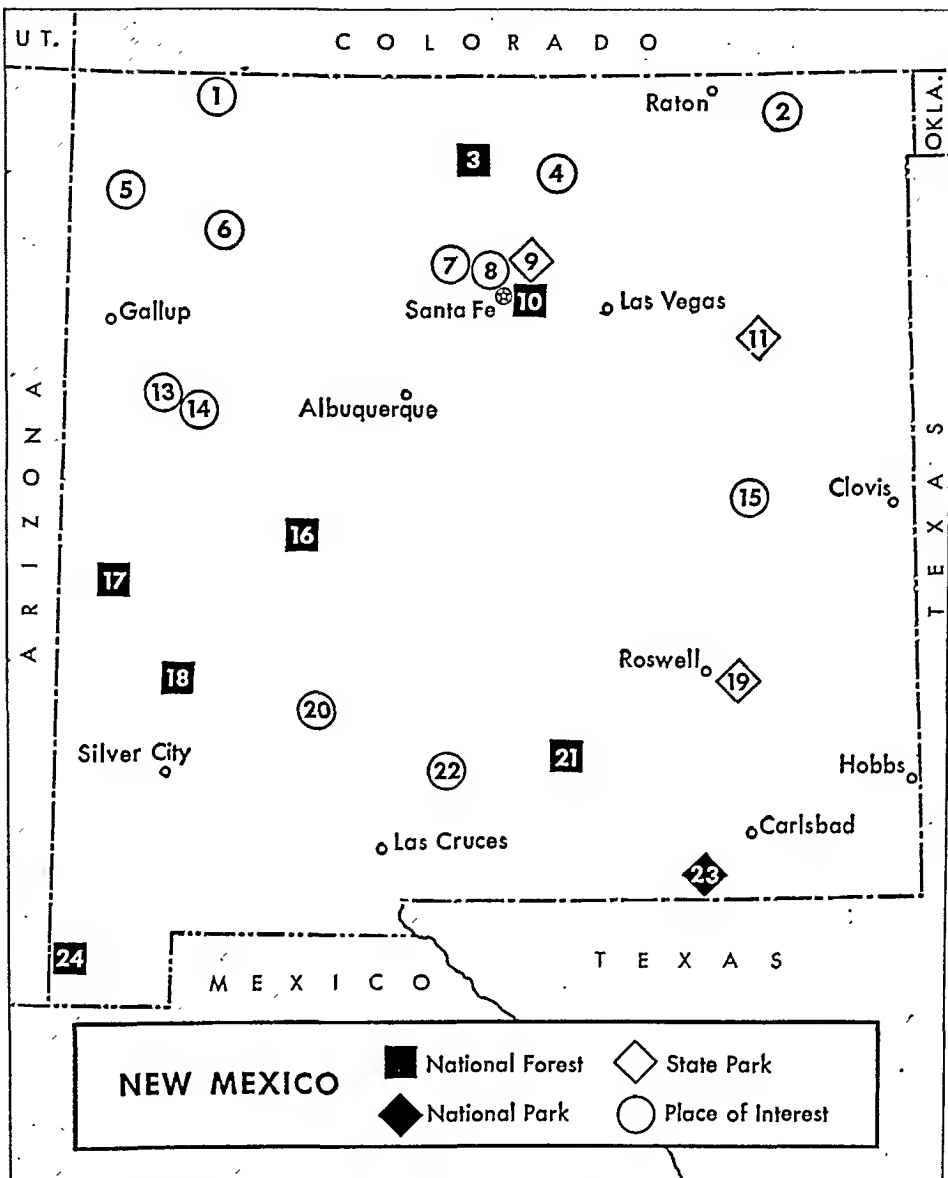 UT.
COLORADO
OKLA.
1
Raton
2
3
4
5
6
7
8
9
Santa Fe
10
Las Vegas
Gallup
11
ARIZONA
13
14
Albuquerque
TEXAS
15
Clovis
16
17
Roswell
18
19
20
Silver City
21
22
Hobbs
Las Cruces
Carlsbad
23
24
MEXICO
TEXAS
NEW MEXICO
National Forest
State Park
National Park
Place of Interest